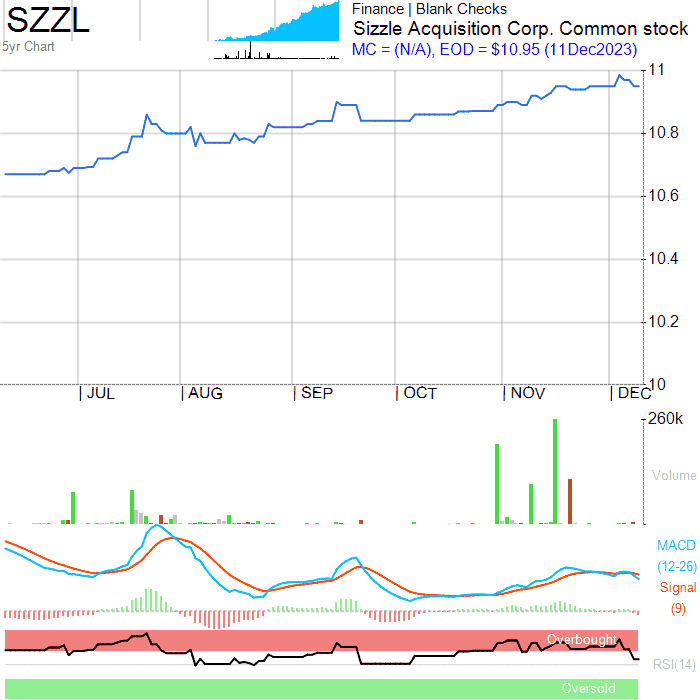 SZZL
5yr Chart
Finance | Blank Checks
Sizzle Acquisition Corp. Common stock
MC = (N/A), EOD = $10.95 (11Dec2023)
11
10.8
10.6
10.4
10.2
10
| JUL | AUG | SEP | OCT | NOV | DEC
260k
Volume
MACD
(12-26)
Signal
(9)
Overbought
RSI(14)
Oversold